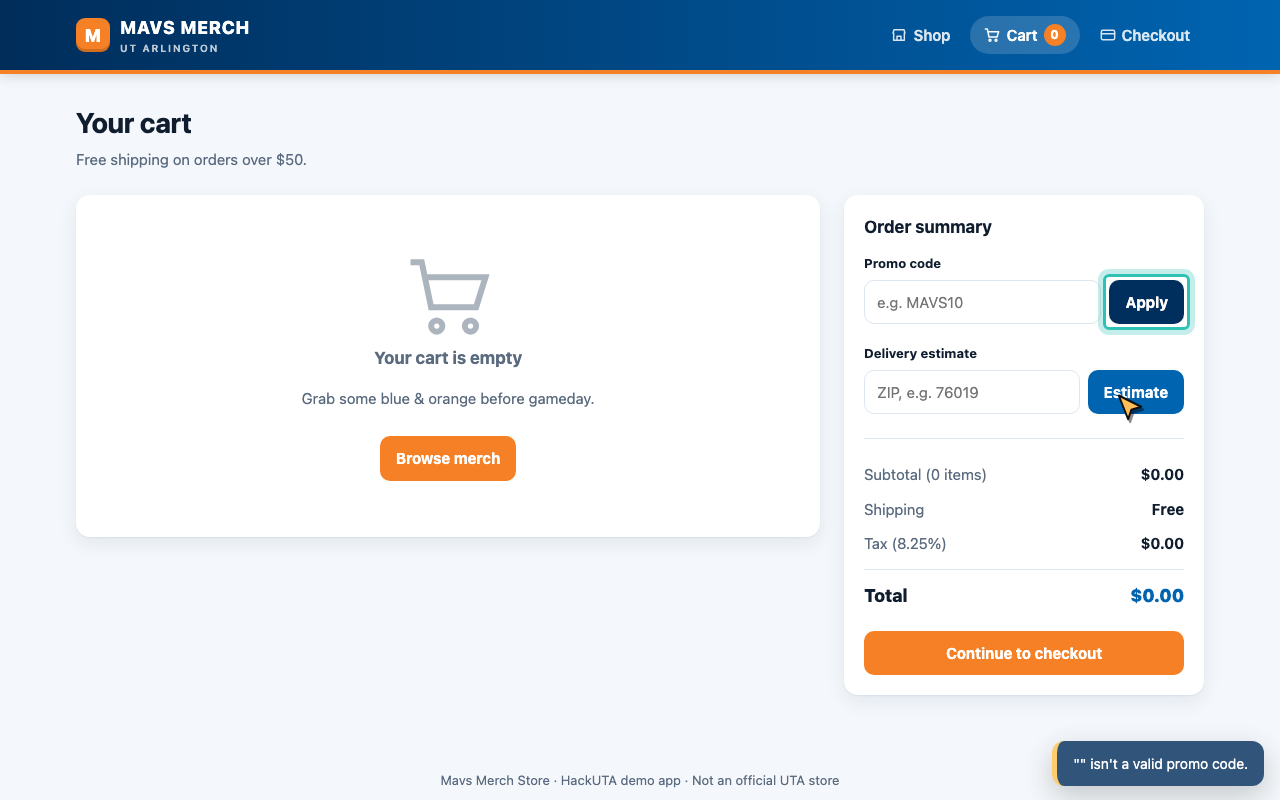 M
MAVS MERCH
UT ARLINGTON
Shop
Cart 0
Checkout
Your cart
Free shipping on orders over $50.
Your cart is empty
Grab some blue & orange before gameday.
Browse merch
Order summary
Promo code
e.g. MAVS10
Apply
Delivery estimate
ZIP, e.g. 76019
Estimate
Subtotal (0 items) $0.00
Shipping Free
Tax (8.25%) $0.00
Total $0.00
Continue to checkout
"" isn't a valid promo code.
Mavs Merch Store · HackUTA demo app · Not an official UTA store